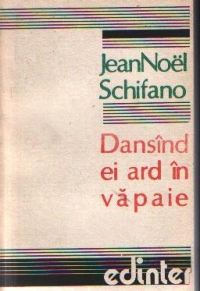 JeanNoël
Schifano
Dansînd
ei ard în
văpaie
edinter